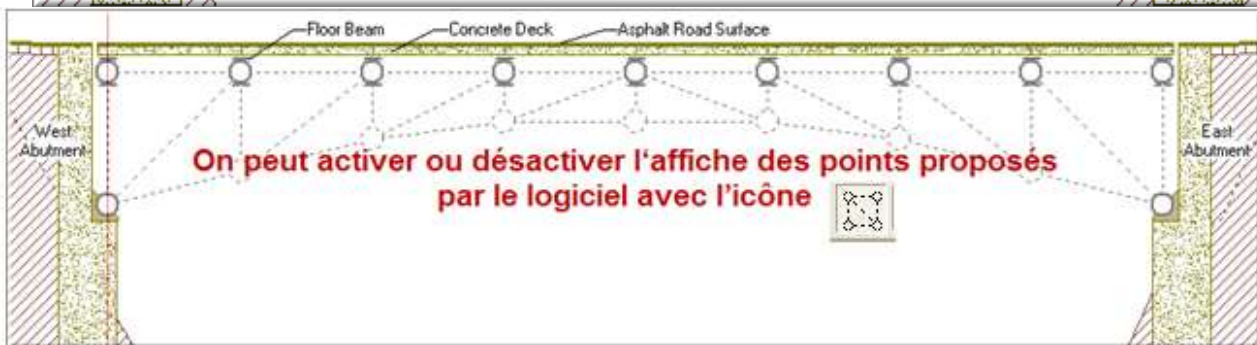 Floor Beam
Concrete Deck
Asphalt Road Surface
West
Abutment
East
Abutment
On peut activer ou désactiver l'affiche des points proposés
par le logiciel avec l'icône